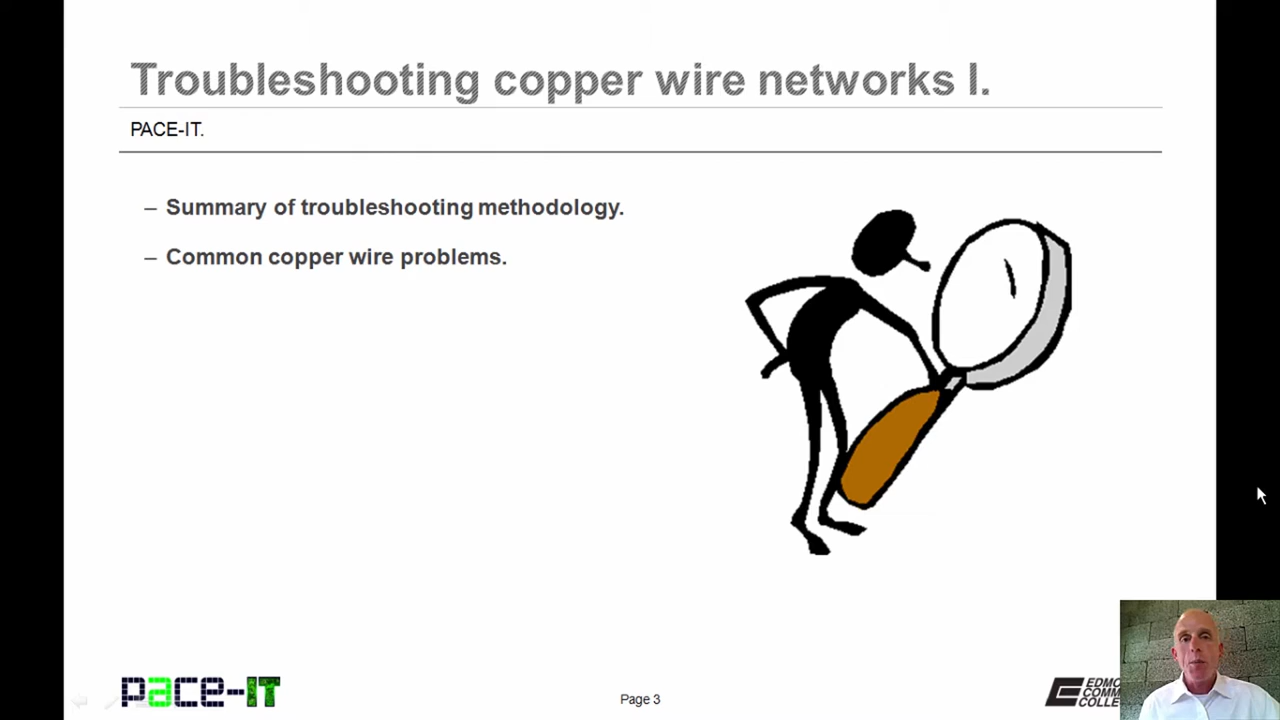 Troubleshooting copper wire networks I.
PACE-IT.
– Summary of troubleshooting methodology.
– Common copper wire problems.
pace-IT
Page 3